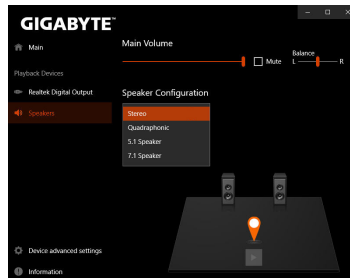 GIGABYTE™
Main
Main Volume
Mute
Balance
L
R
Playback Devices
Realtek Digital Output
Speakers
Speaker Configuration
Stereo
Quadraphonic
5.1 Speaker
7.1 Speaker
Device advanced settings
Information